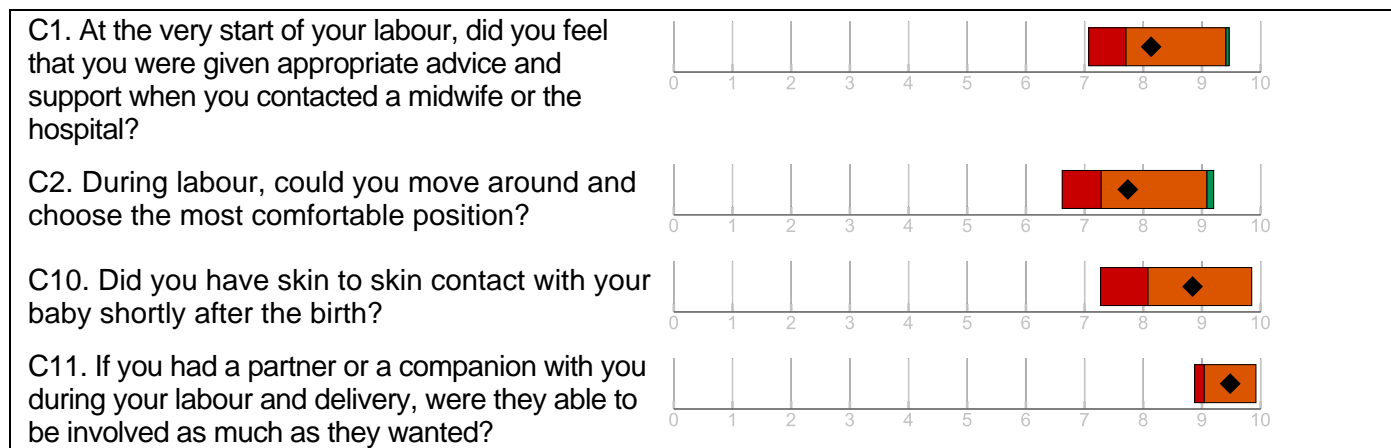 C1. At the very start of your labour, did you feel
that you were given appropriate advice and
support when you contacted a midwife or the
hospital?
0 1 2 3 4 5 6 7 8 9 10
C2. During labour, could you move around and
choose the most comfortable position?
0 1 2 3 4 5 6 7 8 9 10
C10. Did you have skin to skin contact with your
baby shortly after the birth?
0 1 2 3 4 5 6 7 8 9 10
C11. If you had a partner or a companion with you
during your labour and delivery, were they able to
be involved as much as they wanted?
0 1 2 3 4 5 6 7 8 9 10